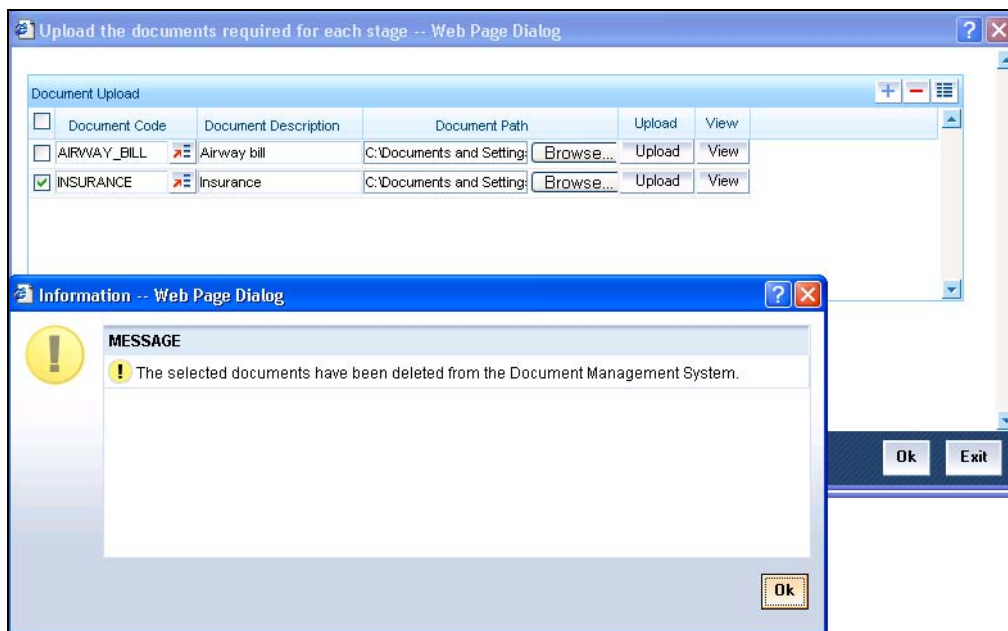 Upload the documents required for each stage -- Web Page Dialog
Document Upload
Document Code Document Description Document Path Upload View
AIRWAY_BILL Airway bill C:\Documents and Setting Browse... Upload View
INSURANCE Insurance C:\Documents and Setting Browse... Upload View
Information -- Web Page Dialog
MESSAGE
The selected documents have been deleted from the Document Management System.
Ok Exit
Ok